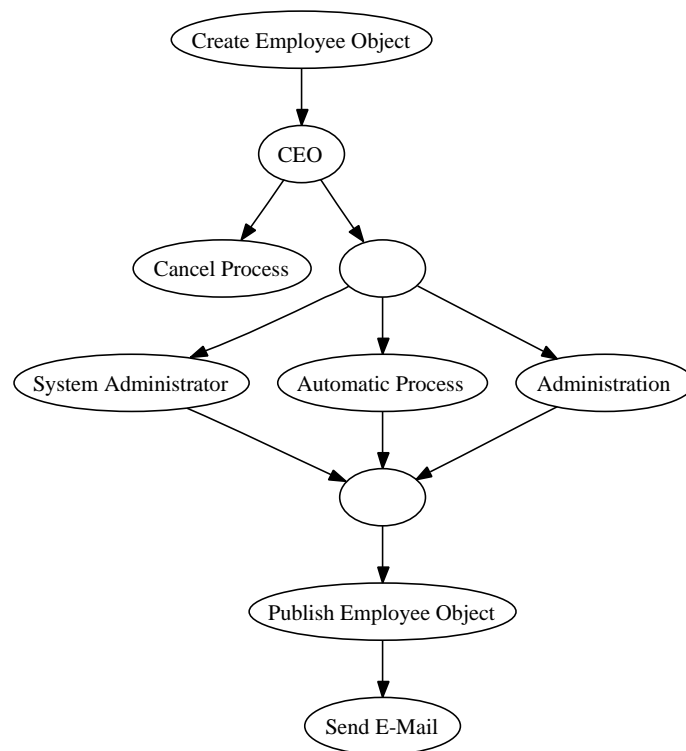 Create Employee Object
CEO
Cancel Process
System Administrator
Automatic Process
Administration
Publish Employee Object
Send E-Mail